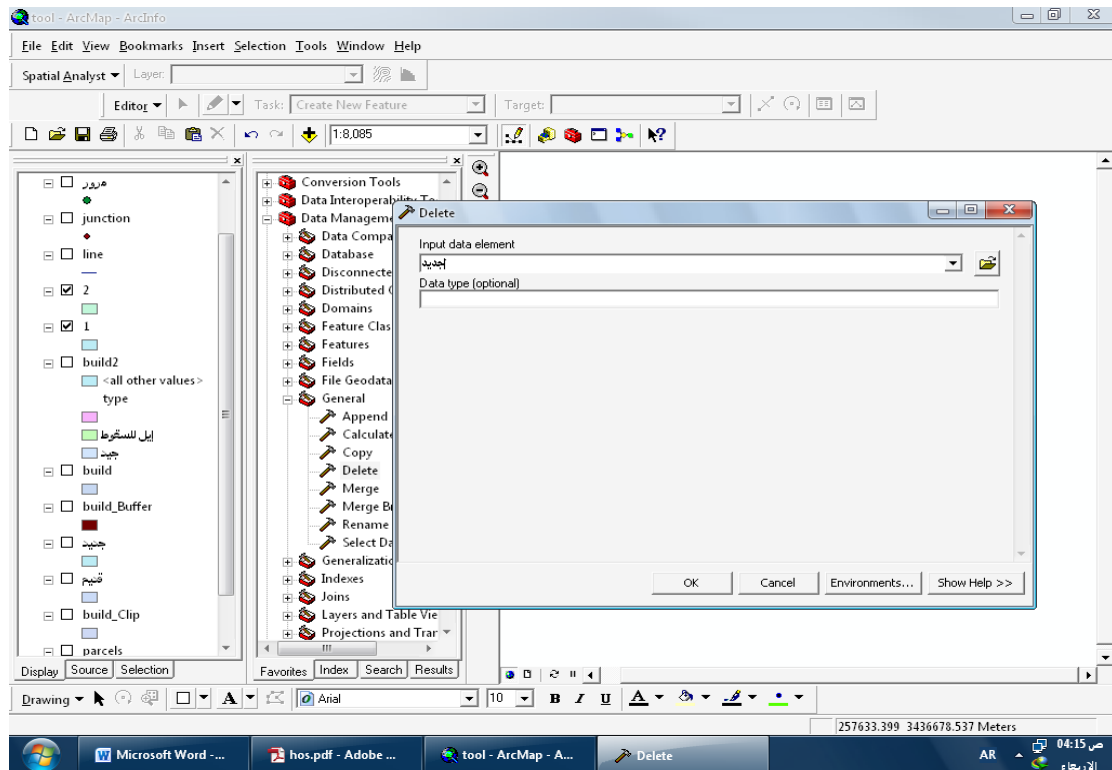 tool - ArcMap - ArcInfo
File Edit View Bookmarks Insert Selection Tools Window Help
Spatial Analyst Layer:
Editor Task: Create New Feature Target:
1:8,085
مرور
junction
line
2
1
build2
<all other values>
type
إيل للسقوط
جيد
build
build_Buffer
جديد
قديم
build_Clip
parcels
Display Source Selection
Conversion Tools
Data Interoperability To
Data Manageme
Data Compa
Database
Disconnecte
Distributed
Domains
Feature Clas
Features
Fields
File Geodata
General
Append
Calculate
Copy
Delete
Merge
Merge Br
Rename
Select Da
Generalizatio
Indexes
Joins
Layers and Table Vie
Projections and Tran
Favorites Index Search Results
Delete
Input data element
جديد
Data type (optional)
OK Cancel Environments... Show Help >>
Drawing A Arial 10 B I U A
257633.399 3436678.537 Meters
Microsoft Word -... hos.pdf - Adobe ... tool - ArcMap - A... Delete AR 04:15 ص
الاربعاء